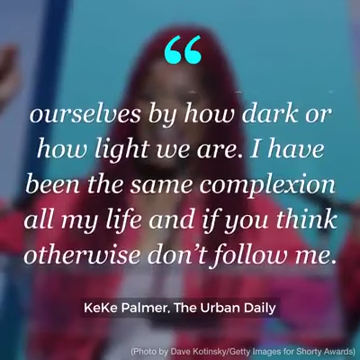 “
ourselves by how dark or
how light we are. I have
been the same complexion
all my life and if you think
otherwise don’t follow me.
KeKe Palmer, The Urban Daily
(Photo by Dave Kotinsky/Getty Images for Shorty Awards)